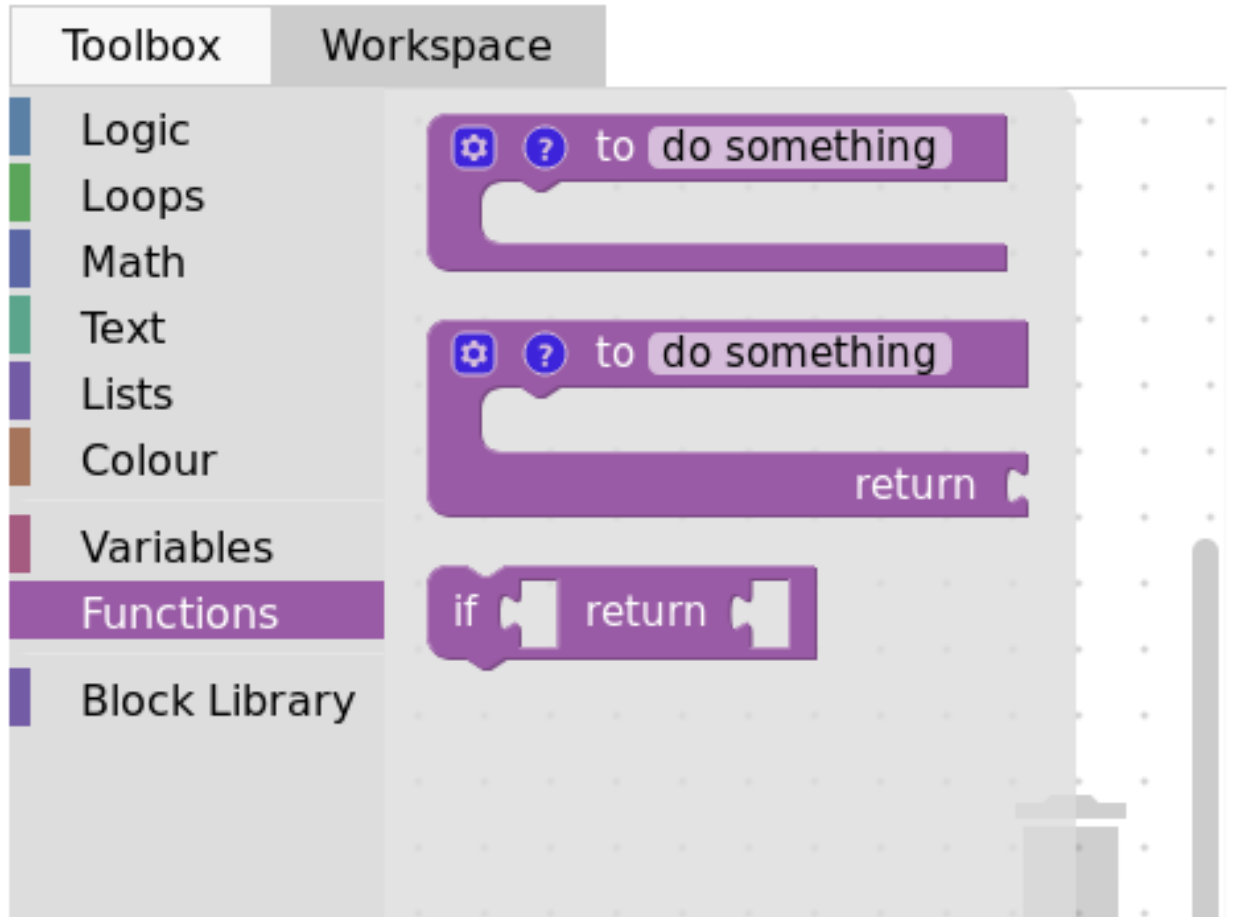 Toolbox
Workspace
Logic
Loops
Math
Text
Lists
Colour
Variables
Functions
Block Library
? to do something
? to do something
return
if return